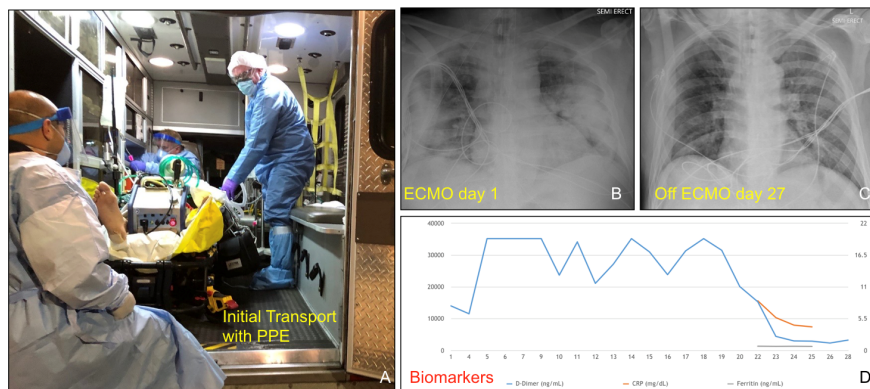 Initial Transport
with PPE
A
SEMI ERECT
ECMO day 1
B
L
SEMI ERECT
Off ECMO day 27
C
40000
30000
20000
10000
0
22
16.5
11
5.5
0
1 4 5 6 7 8 9 10 11 12 13 14 15 16 17 18 19 20 21 22 23 24 25 26 28
Biomarkers
D-Dimer (ng/mL)
CRP (mg/dL)
Ferritin (ng/mL)
D